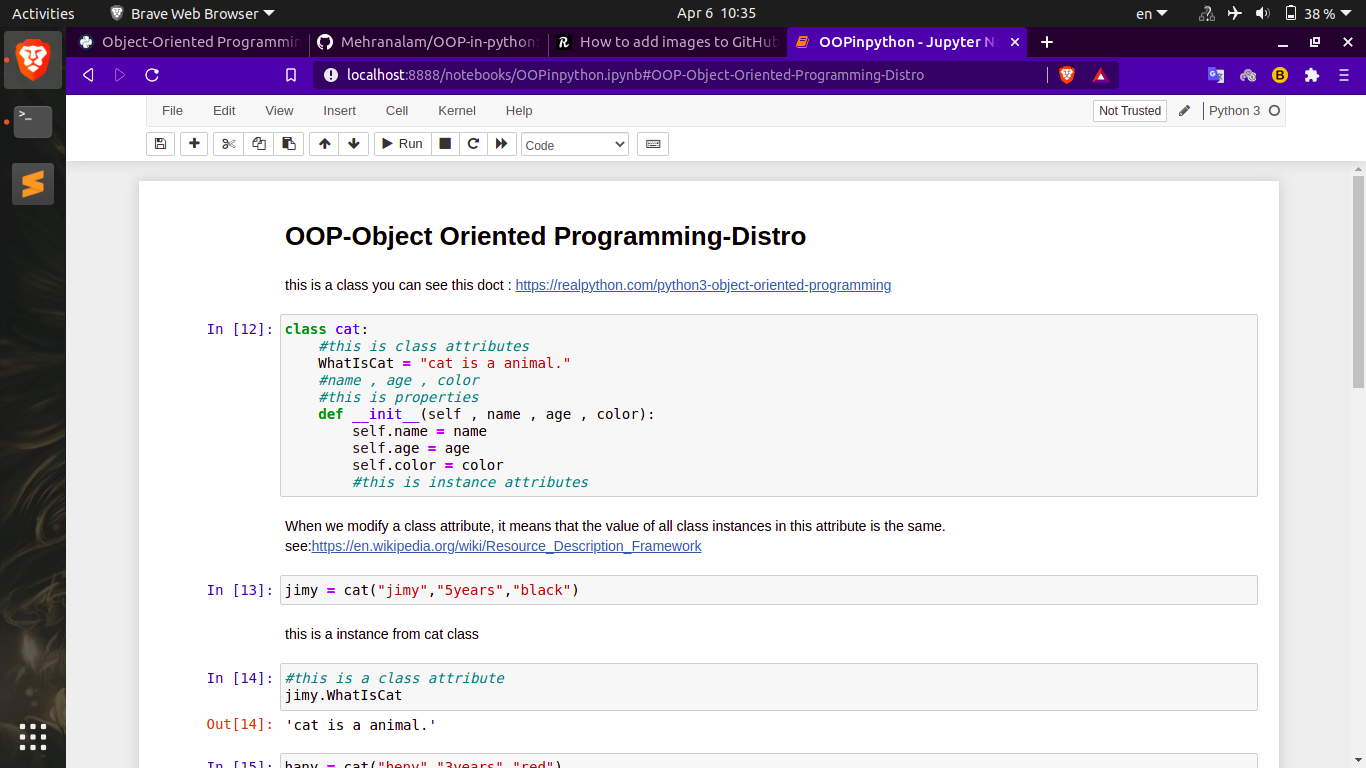 Activities Brave Web Browser Apr 6 10:35 en 38 %
Object-Oriented Programmin Mehranalam/OOP-in-python: How to add images to GitHub OOPinpython - Jupyter N
localhost:8888/notebooks/OOPinpython.ipynb#OOP-Object-Oriented-Programming-Distro
File Edit View Insert Cell Kernel Help Not Trusted Python 3
Run Code
OOP-Object Oriented Programming-Distro
this is a class you can see this doct : https://realpython.com/python3-object-oriented-programming
In [12]: class cat:
#this is class attributes
WhatIsCat = "cat is a animal."
#name , age , color
#this is properties
def __init__(self , name , age , color):
self.name = name
self.age = age
self.color = color
#this is instance attributes
When we modify a class attribute, it means that the value of all class instances in this attribute is the same.
see:https://en.wikipedia.org/wiki/Resource_Description_Framework
In [13]: jimy = cat("jimy","5years","black")
this is a instance from cat class
In [14]: #this is a class attribute
jimy.WhatIsCat
Out[14]: 'cat is a animal.'
In [15]: hany = cat("heny","3years","red")